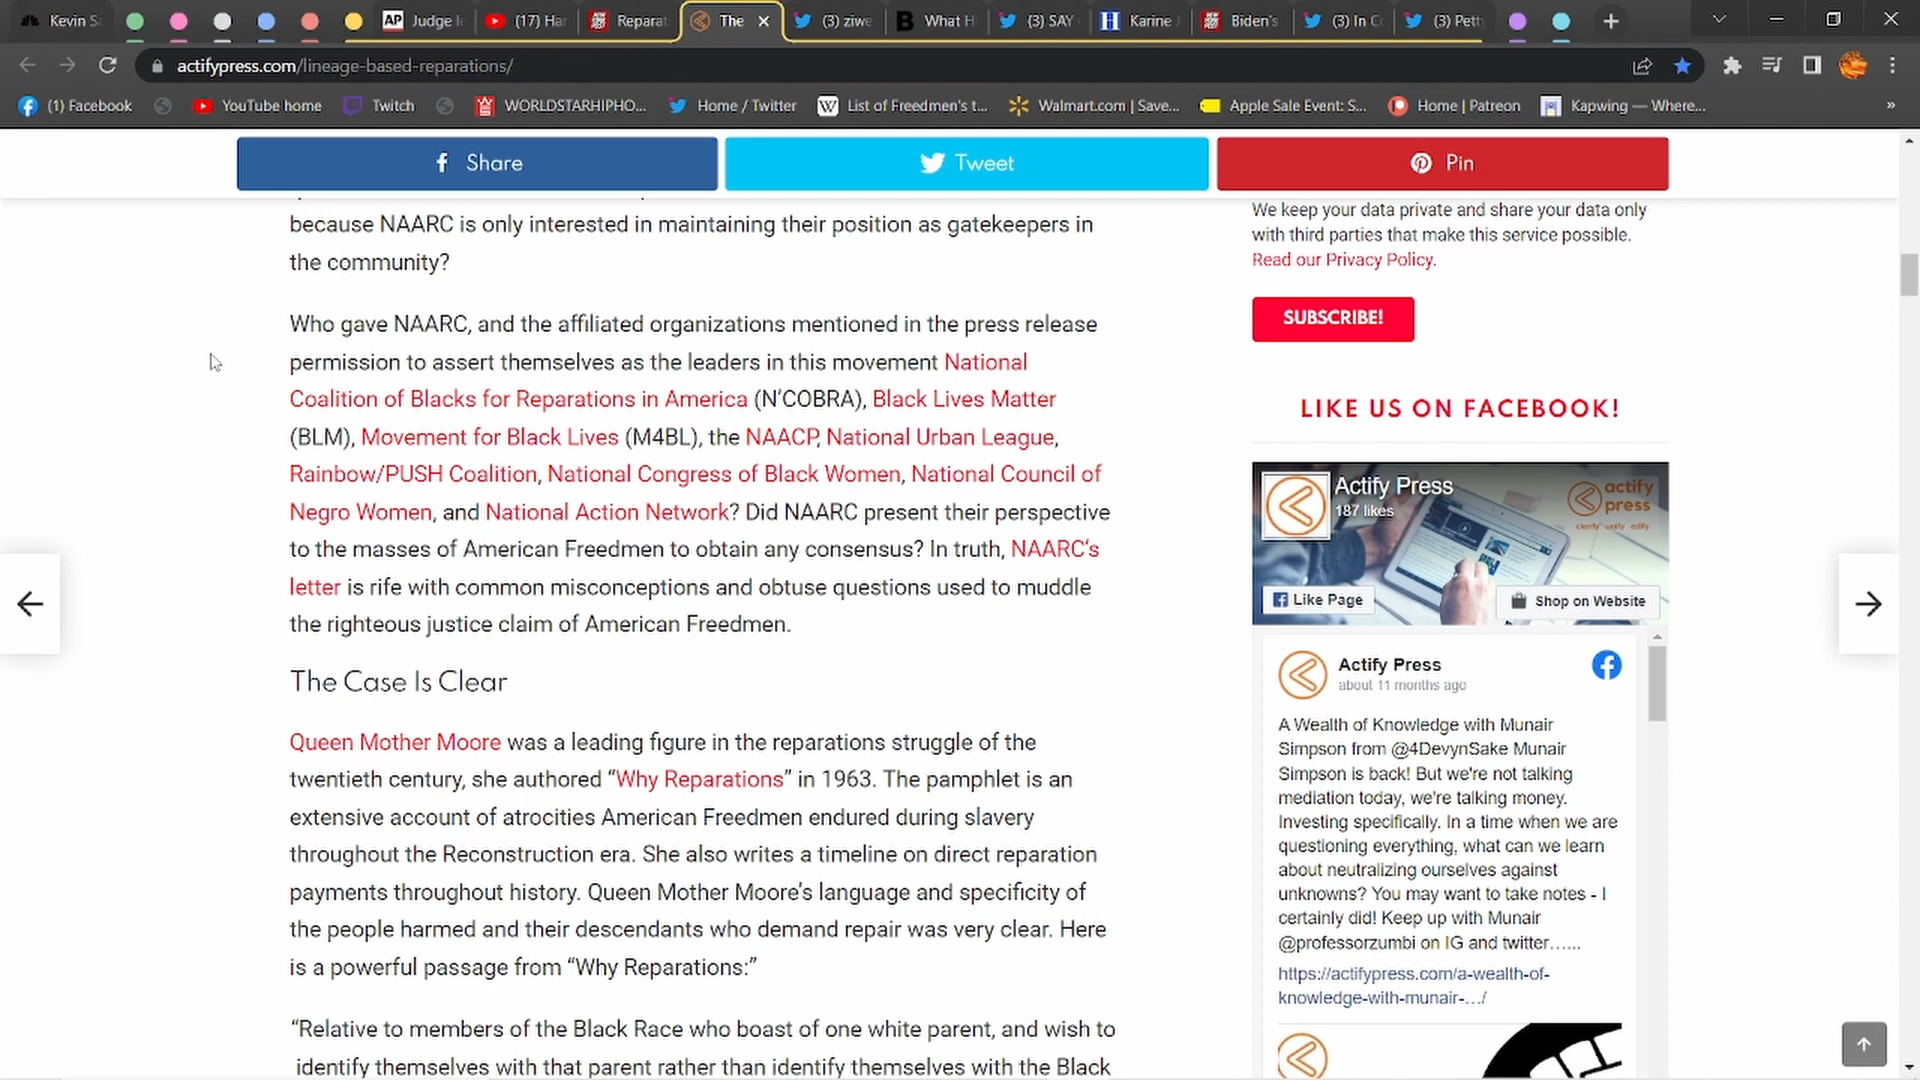 Kevin S
AP Judge l
(17) Ha
Reparat
The
(3) ziwe
What H
(3) SAY
Karine J
Biden's
(3) In C
(3) Pett
actifypress.com/lineage-based-reparations/
(1) Facebook
YouTube home
Twitch
WORLDSTARHIPHO...
Home / Twitter
List of Freedmen's t...
Walmart.com | Save...
Apple Sale Event: S...
Home | Patreon
Kapwing — Where...
Share
Tweet
Pin
because NAARC is only interested in maintaining their position as gatekeepers in
the community?
Who gave NAARC, and the affiliated organizations mentioned in the press release
permission to assert themselves as the leaders in this movement National
Coalition of Blacks for Reparations in America (N'COBRA), Black Lives Matter
(BLM), Movement for Black Lives (M4BL), the NAACP, National Urban League,
Rainbow/PUSH Coalition, National Congress of Black Women, National Council of
Negro Women, and National Action Network? Did NAARC present their perspective
to the masses of American Freedmen to obtain any consensus? In truth, NAARC's
letter is rife with common misconceptions and obtuse questions used to muddle
the righteous justice claim of American Freedmen.
The Case Is Clear
Queen Mother Moore was a leading figure in the reparations struggle of the
twentieth century, she authored “Why Reparations” in 1963. The pamphlet is an
extensive account of atrocities American Freedmen endured during slavery
throughout the Reconstruction era. She also writes a timeline on direct reparation
payments throughout history. Queen Mother Moore's language and specificity of
the people harmed and their descendants who demand repair was very clear. Here
is a powerful passage from “Why Reparations:”
“Relative to members of the Black Race who boast of one white parent, and wish to
identify themselves with that parent rather than identify themselves with the Black
We keep your data private and share your data only
with third parties that make this service possible.
Read our Privacy Policy.
SUBSCRIBE!
LIKE US ON FACEBOOK!
Actify Press
187 likes
actify
press
clarify unify edify
Like Page
Shop on Website
Actify Press
about 11 months ago
A Wealth of Knowledge with Munair
Simpson from @4DevynSake Munair
Simpson is back! But we're not talking
mediation today, we're talking money.
Investing specifically. In a time when we are
questioning everything, what can we learn
about neutralizing ourselves against
unknowns? You may want to take notes - I
certainly did! Keep up with Munair
@professorzumbi on IG and twitter......
https://actifypress.com/a-wealth-of-
knowledge-with-munair-.../